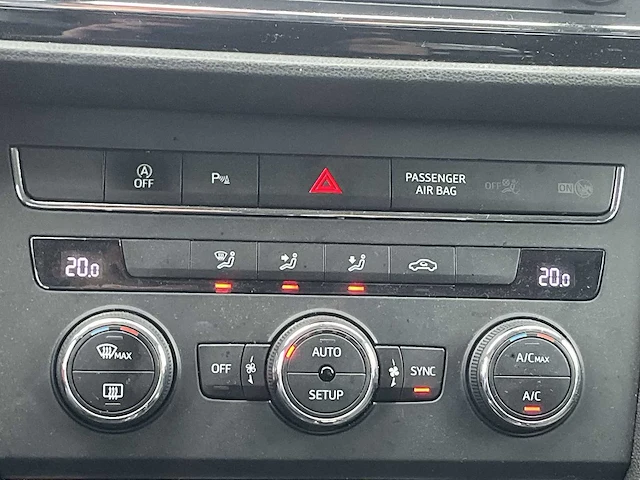 A
OFF
P
PASSENGER
AIR BAG
OFF
ON
20.0
20.0
MAX
OFF
AUTO
SETUP
SYNC
A/C MAX
A/C